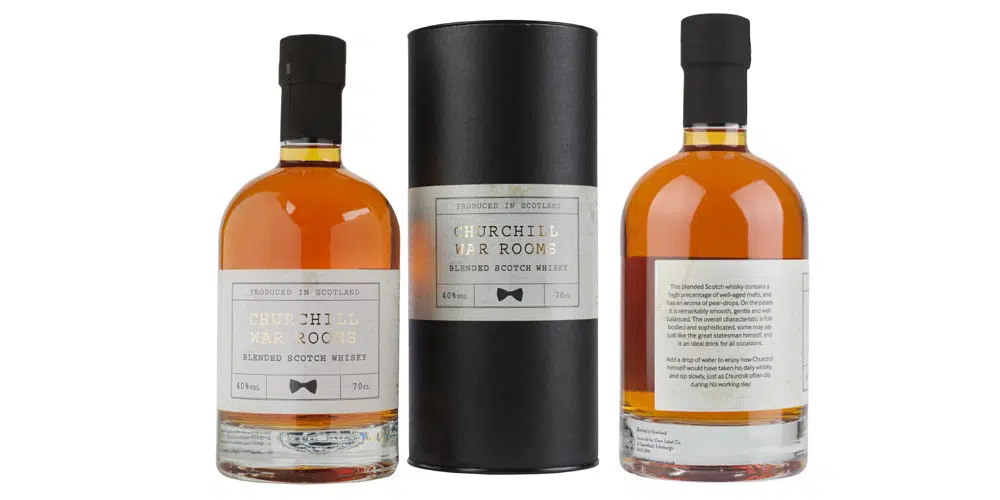 PRODUCED IN SCOTLAND
CHURCHILL
WAR ROOMS
BLENDED SCOTCH WHISKY
40%VOL.
70CL
PRODUCED IN SCOTLAND
CHURCHILL
WAR ROOMS
BLENDED SCOTCH WHISKY
40%VOL.
70CL
This blended Scotch whisky contains a
high precentage of well-aged malts, and
has an aroma of pear-drops. On the palate
it is remarkably smooth, gentle and well
balanced. The overall characteristic is full-
bodied and sophisticated, some may say
just like the great statesman himself, and
is an ideal drink for all occasions.
Add a drop of water to enjoy how Churchill
himself would have taken his daily whisky,
and sip slowly, just as Churchill often did
during his working day.
Bottled in Scotland
Own Label Co.
Edinburgh